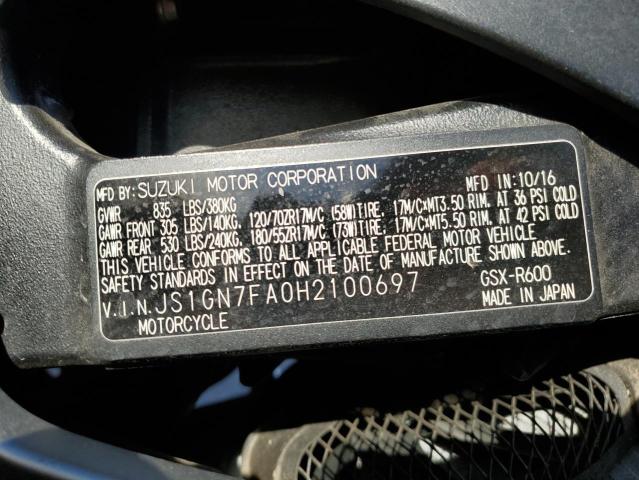 MFD BY: SUZUKI MOTOR CORPORATION MFD IN: 10/16
GVWR 835 LBS/380KG
GAWR FRONT 305 LBS/140KG, 120/70ZR17M/C (58W)TIRE, 17M/C×MT3.50 RIM. AT 36 PSI COLD
GAWR REAR 530 LBS/240KG, 180/55ZR17M/C (73W)TIRE, 17M/C×MT5.50 RIM. AT 42 PSI COLD
THIS VEHICLE CONFORMS TO ALL APPLICABLE FEDERAL MOTOR VEHICLE
SAFETY STANDARDS IN EFFECT ON THE DATE OF MANUFACTURE SHOWN ABOVE.
V.I.N. JS1GN7FA0H2100697 GSX-R600
MOTORCYCLE MADE IN JAPAN